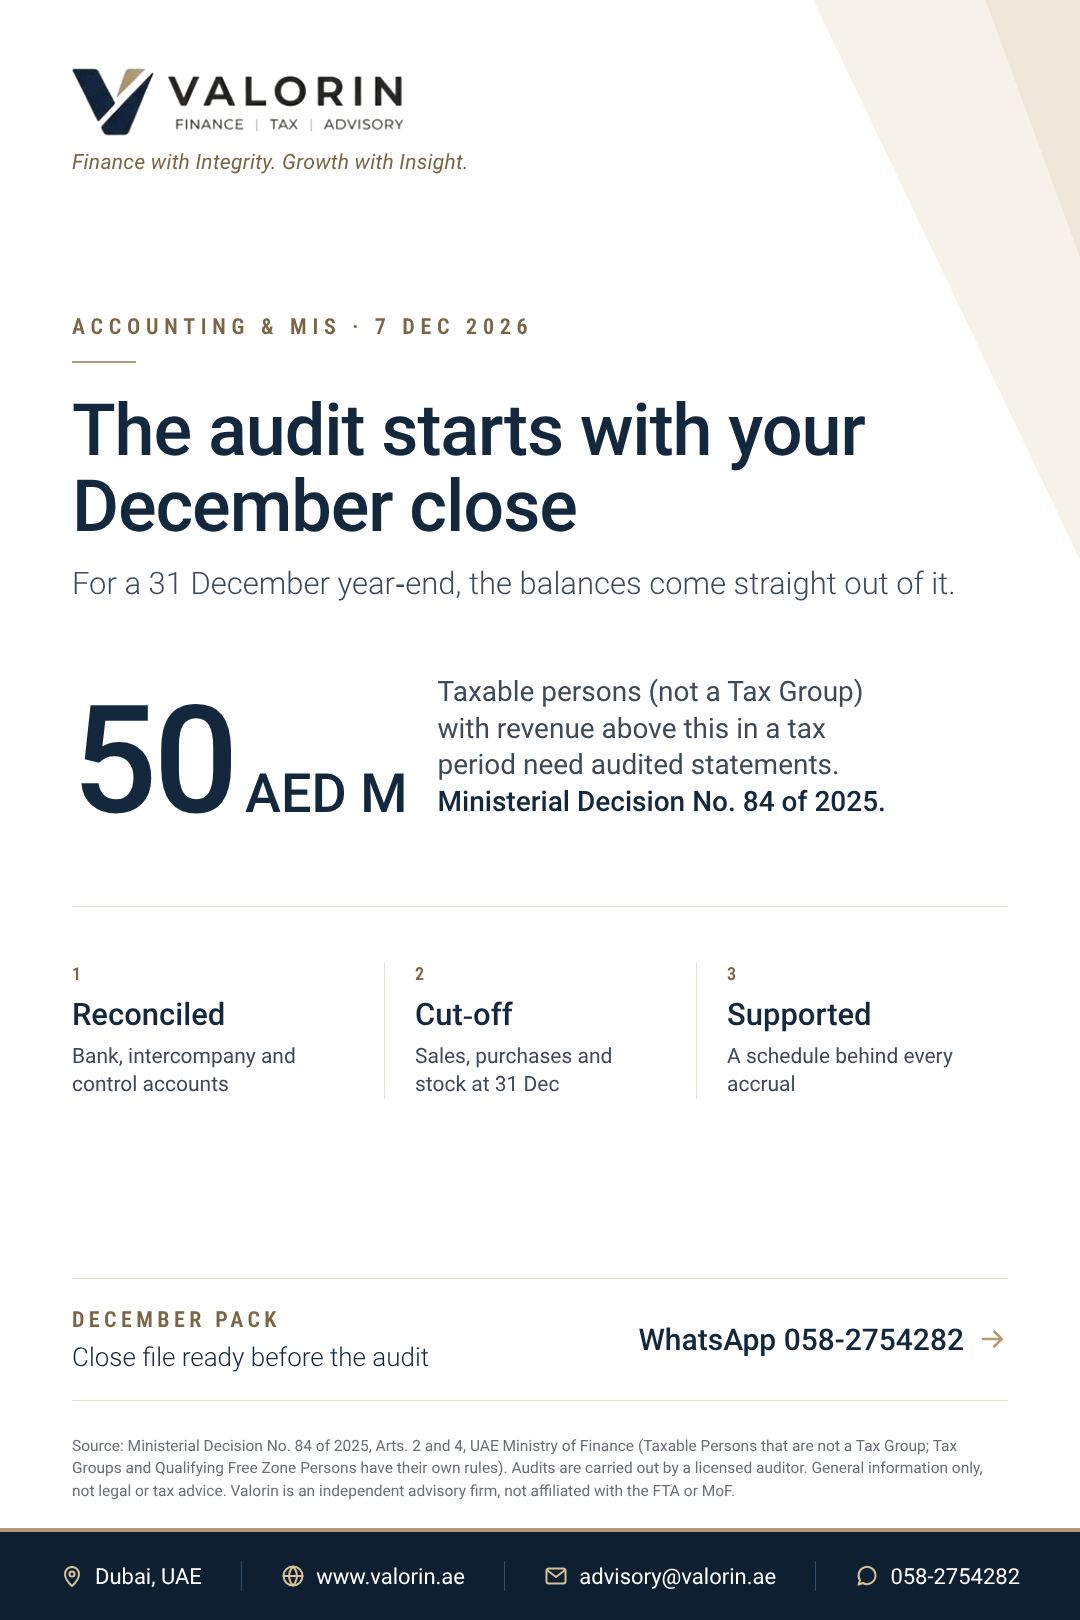 VALORIN
FINANCE | TAX | ADVISORY
Finance with Integrity. Growth with Insight.
ACCOUNTING & MIS · 7 DEC 2026
The audit starts with your
December close
For a 31 December year-end, the balances come straight out of it.
50 AED M
Taxable persons (not a Tax Group)
with revenue above this in a tax
period need audited statements.
Ministerial Decision No. 84 of 2025.
1
Reconciled
Bank, intercompany and
control accounts
2
Cut-off
Sales, purchases and
stock at 31 Dec
3
Supported
A schedule behind every
accrual
DECEMBER PACK
Close file ready before the audit
WhatsApp 058-2754282 →
Source: Ministerial Decision No. 84 of 2025, Arts. 2 and 4, UAE Ministry of Finance (Taxable Persons that are not a Tax Group; Tax
Groups and Qualifying Free Zone Persons have their own rules). Audits are carried out by a licensed auditor. General information only,
not legal or tax advice. Valorin is an independent advisory firm, not affiliated with the FTA or MoF.
Dubai, UAE
www.valorin.ae
advisory@valorin.ae
058-2754282